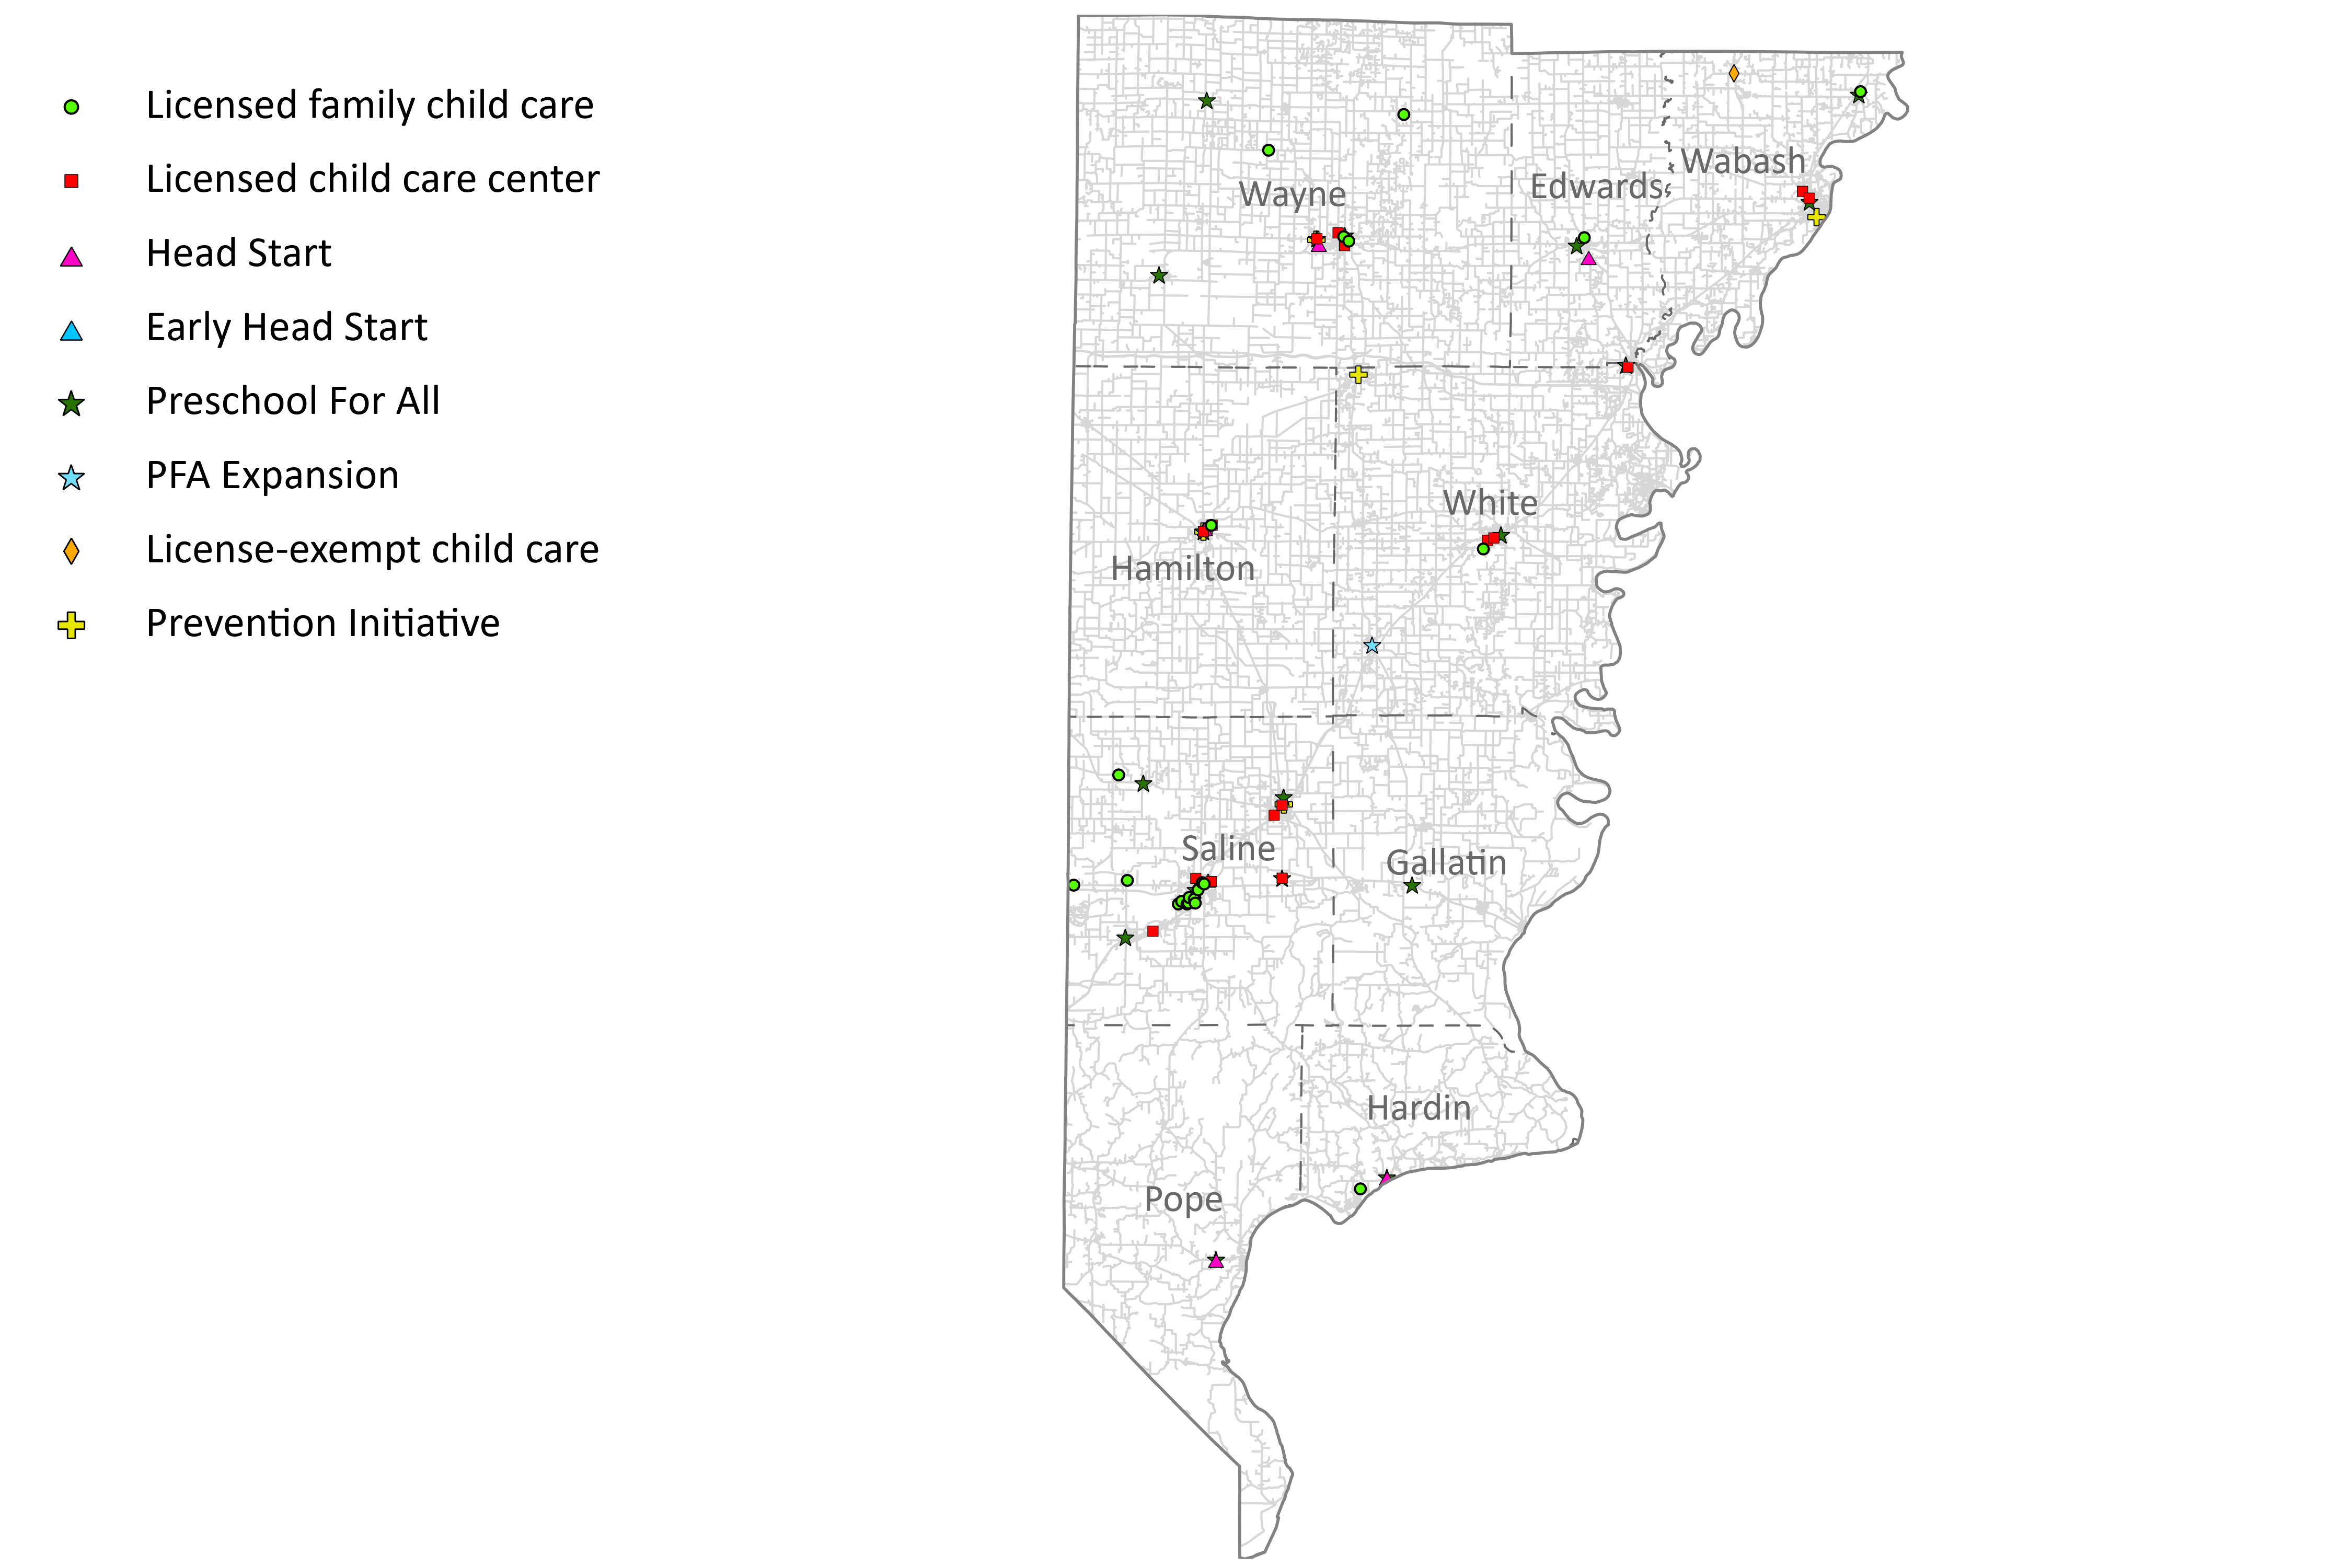 Licensed family child care
Licensed child care center
Head Start
Early Head Start
Preschool For All
PFA Expansion
License-exempt child care
Prevention Initiative
Wabash
Edwards
Wayne
White
Hamilton
Saline
Gallatin
Hardin
Pope